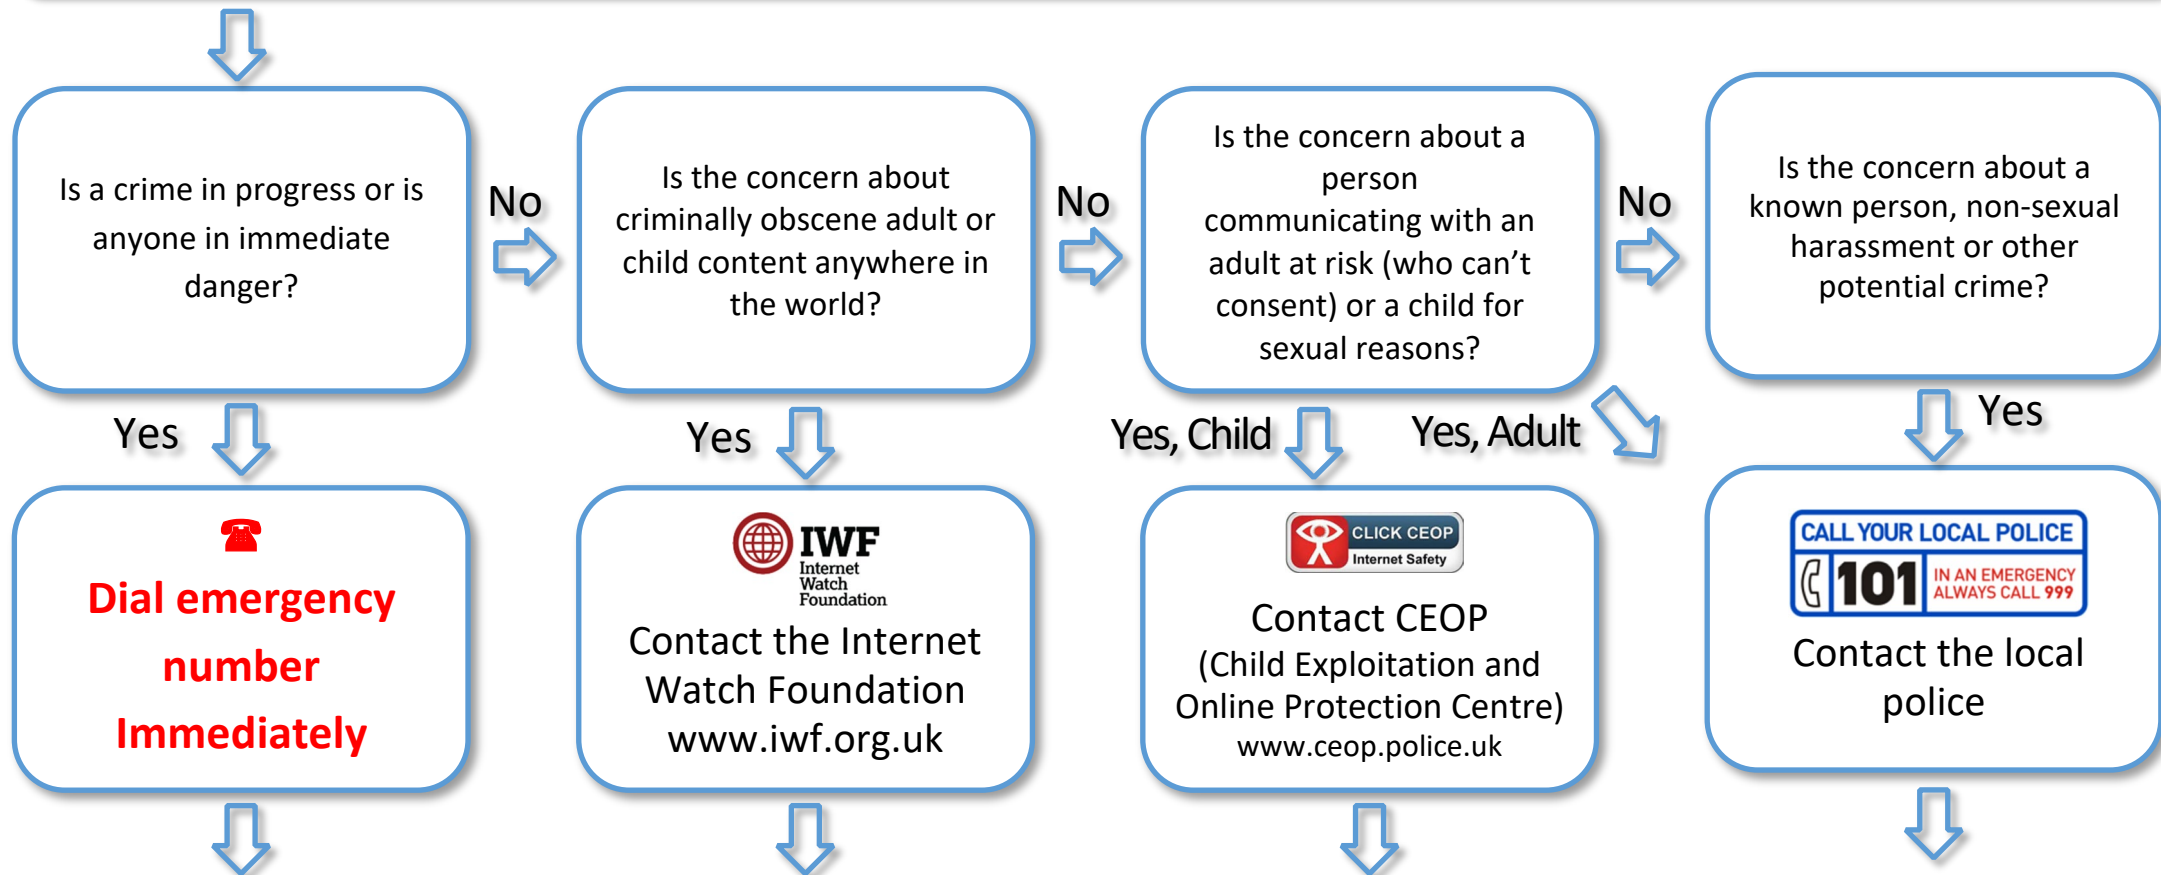 Is a crime in progress or is
anyone in immediate
danger?
No
Is the concern about
criminally obscene adult or
child content anywhere in
the world?
No
Is the concern about a
person
communicating with an
adult at risk (who can’t
consent) or a child for
sexual reasons?
No
Is the concern about a
known person, non-sexual
harassment or other
potential crime?
Yes
Yes
Yes, Child
Yes, Adult
Yes
Dial emergency
number
Immediately
IWF
Internet
Watch
Foundation
Contact the Internet
Watch Foundation
www.iwf.org.uk
CLICK CEOP
Internet Safety
Contact CEOP
(Child Exploitation and
Online Protection Centre)
www.ceop.police.uk
CALL YOUR LOCAL POLICE
101
IN AN EMERGENCY
ALWAYS CALL 999
Contact the local
police